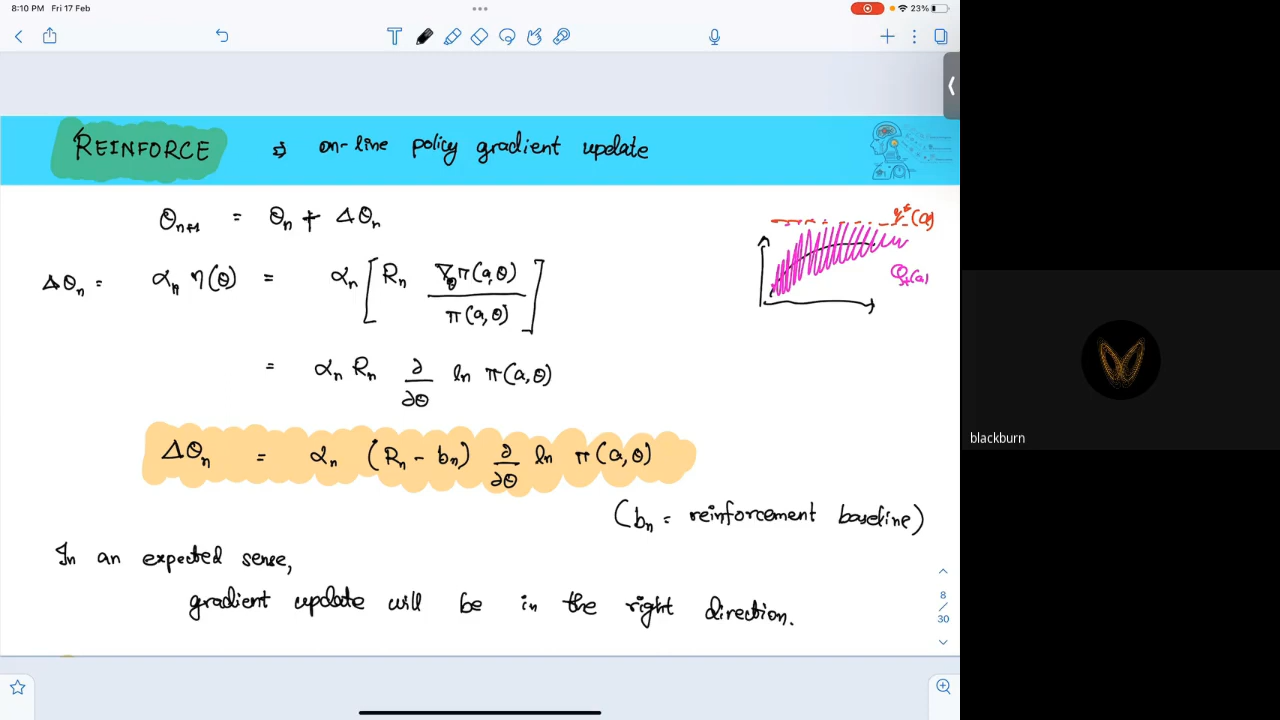 8:10 PM Fri 17 Feb
23%
REINFORCE ⇒ on-line policy gradient update
θₙ₊₁ = θₙ + Δθₙ
Δθₙ = αₙ η(θ) = αₙ [ Rₙ ∇_θ π(a,θ) / π(a,θ) ]
= αₙ Rₙ ∂/∂θ ln π(a,θ)
Δθₙ = αₙ (Rₙ - bₙ) ∂/∂θ ln π(a,θ)
(bₙ = reinforcement baseline)
In an expected sense,
gradient update will be in the right direction.
8
/
30
blackburn